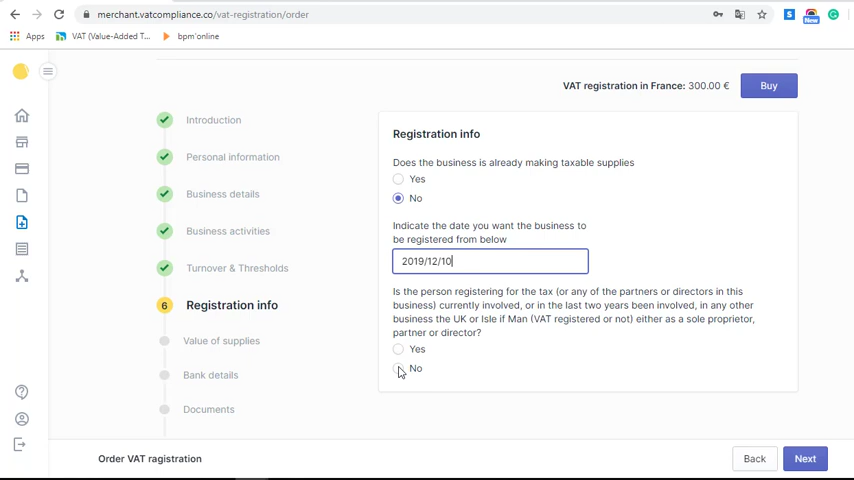 merchant.vatcompliance.co/vat-registration/order
New
Apps
VAT (Value-Added T...
bpm'online
VAT registration in France: 300.00 €
Buy
Introduction
Personal information
Business details
Business activities
Turnover & Thresholds
6
Registration info
Value of supplies
Bank details
Documents
Registration info
Does the business is already making taxable supplies
Yes
No
Indicate the date you want the business to
be registered from below
2019/12/10
Is the person registering for the tax (or any of the partners or directors in this
business) currently involved, or in the last two years been involved, in any other
business the UK or Isle if Man (VAT registered or not) either as a sole proprietor,
partner or director?
Yes
No
Order VAT ragistration
Back
Next